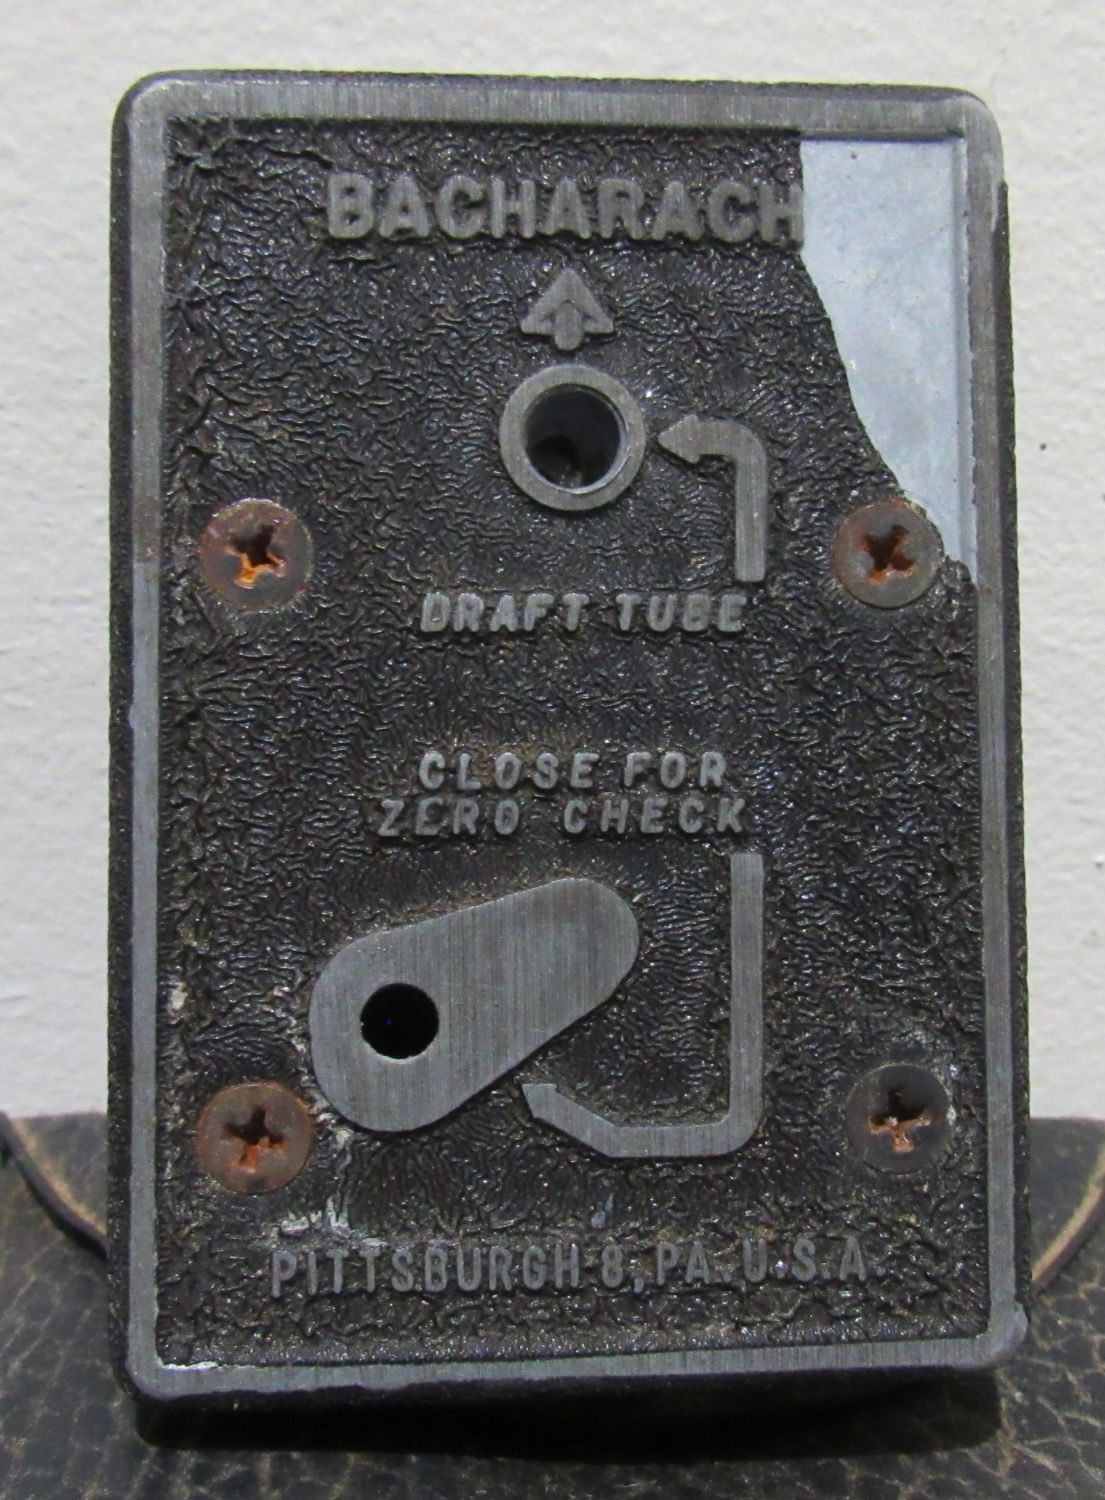 BACHARACH
DRAFT TUBE
CLOSE FOR
ZERO CHECK
PITTSBURGH 8, PA. U.S.A.